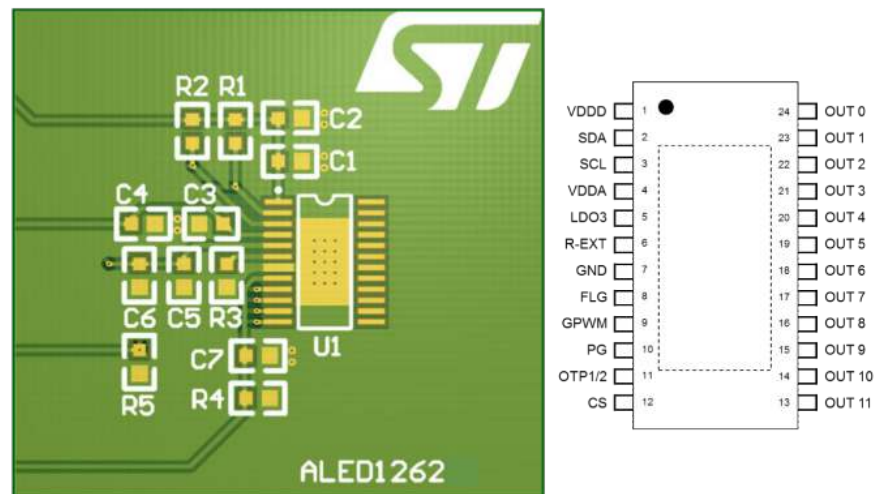 ST
R2 R1
C2
C1
C4 C3
C6 C5 R3
U1
C7
R5
R4
ALED1262
VDDD 1 24 OUT 0
SDA 2 23 OUT 1
SCL 3 22 OUT 2
VDDA 4 21 OUT 3
LDO3 5 20 OUT 4
R-EXT 6 19 OUT 5
GND 7 18 OUT 6
FLG 8 17 OUT 7
GPWM 9 16 OUT 8
PG 10 15 OUT 9
OTP1/2 11 14 OUT 10
CS 12 13 OUT 11